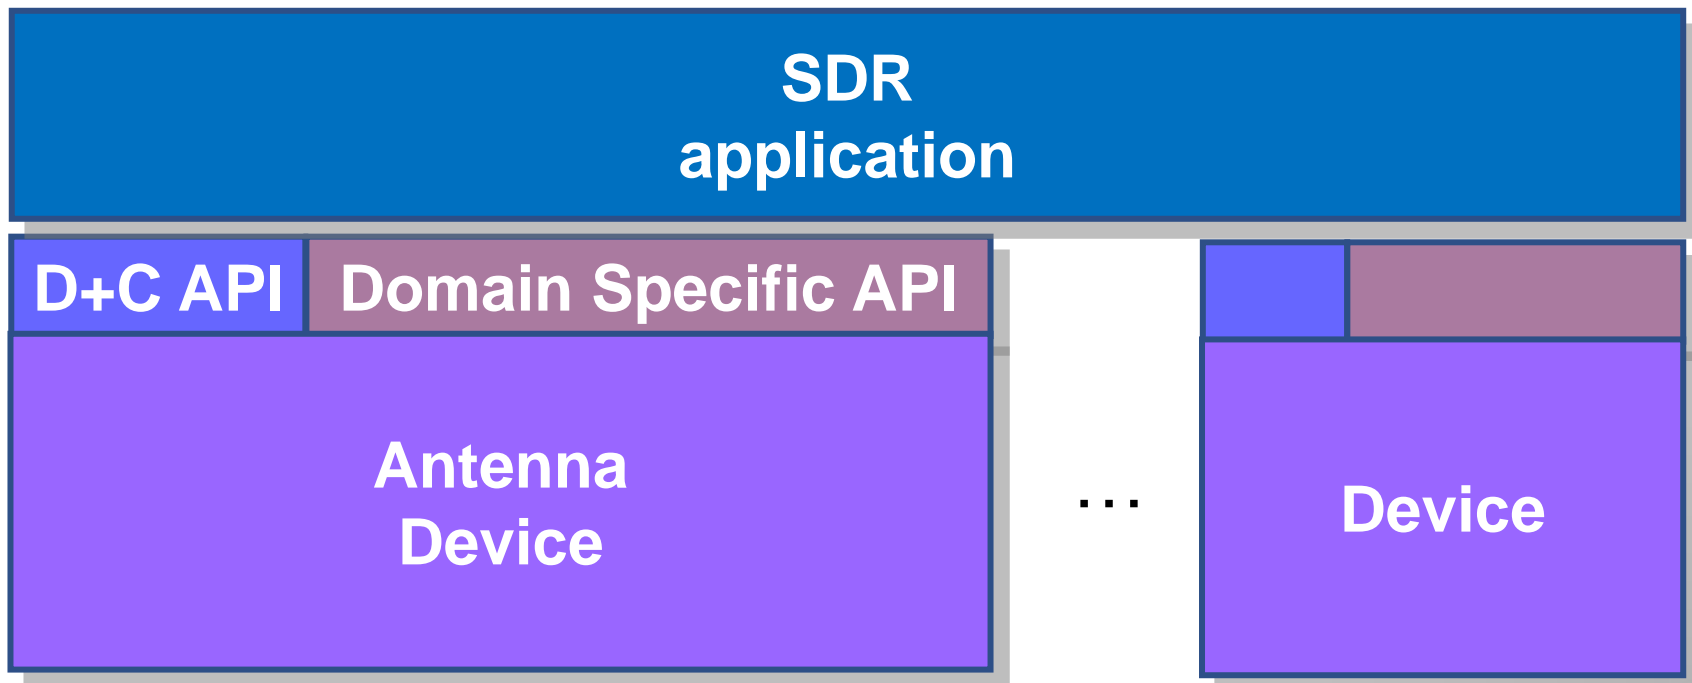 SDR
application
D+C API
Domain Specific API
Antenna
Device
...
Device